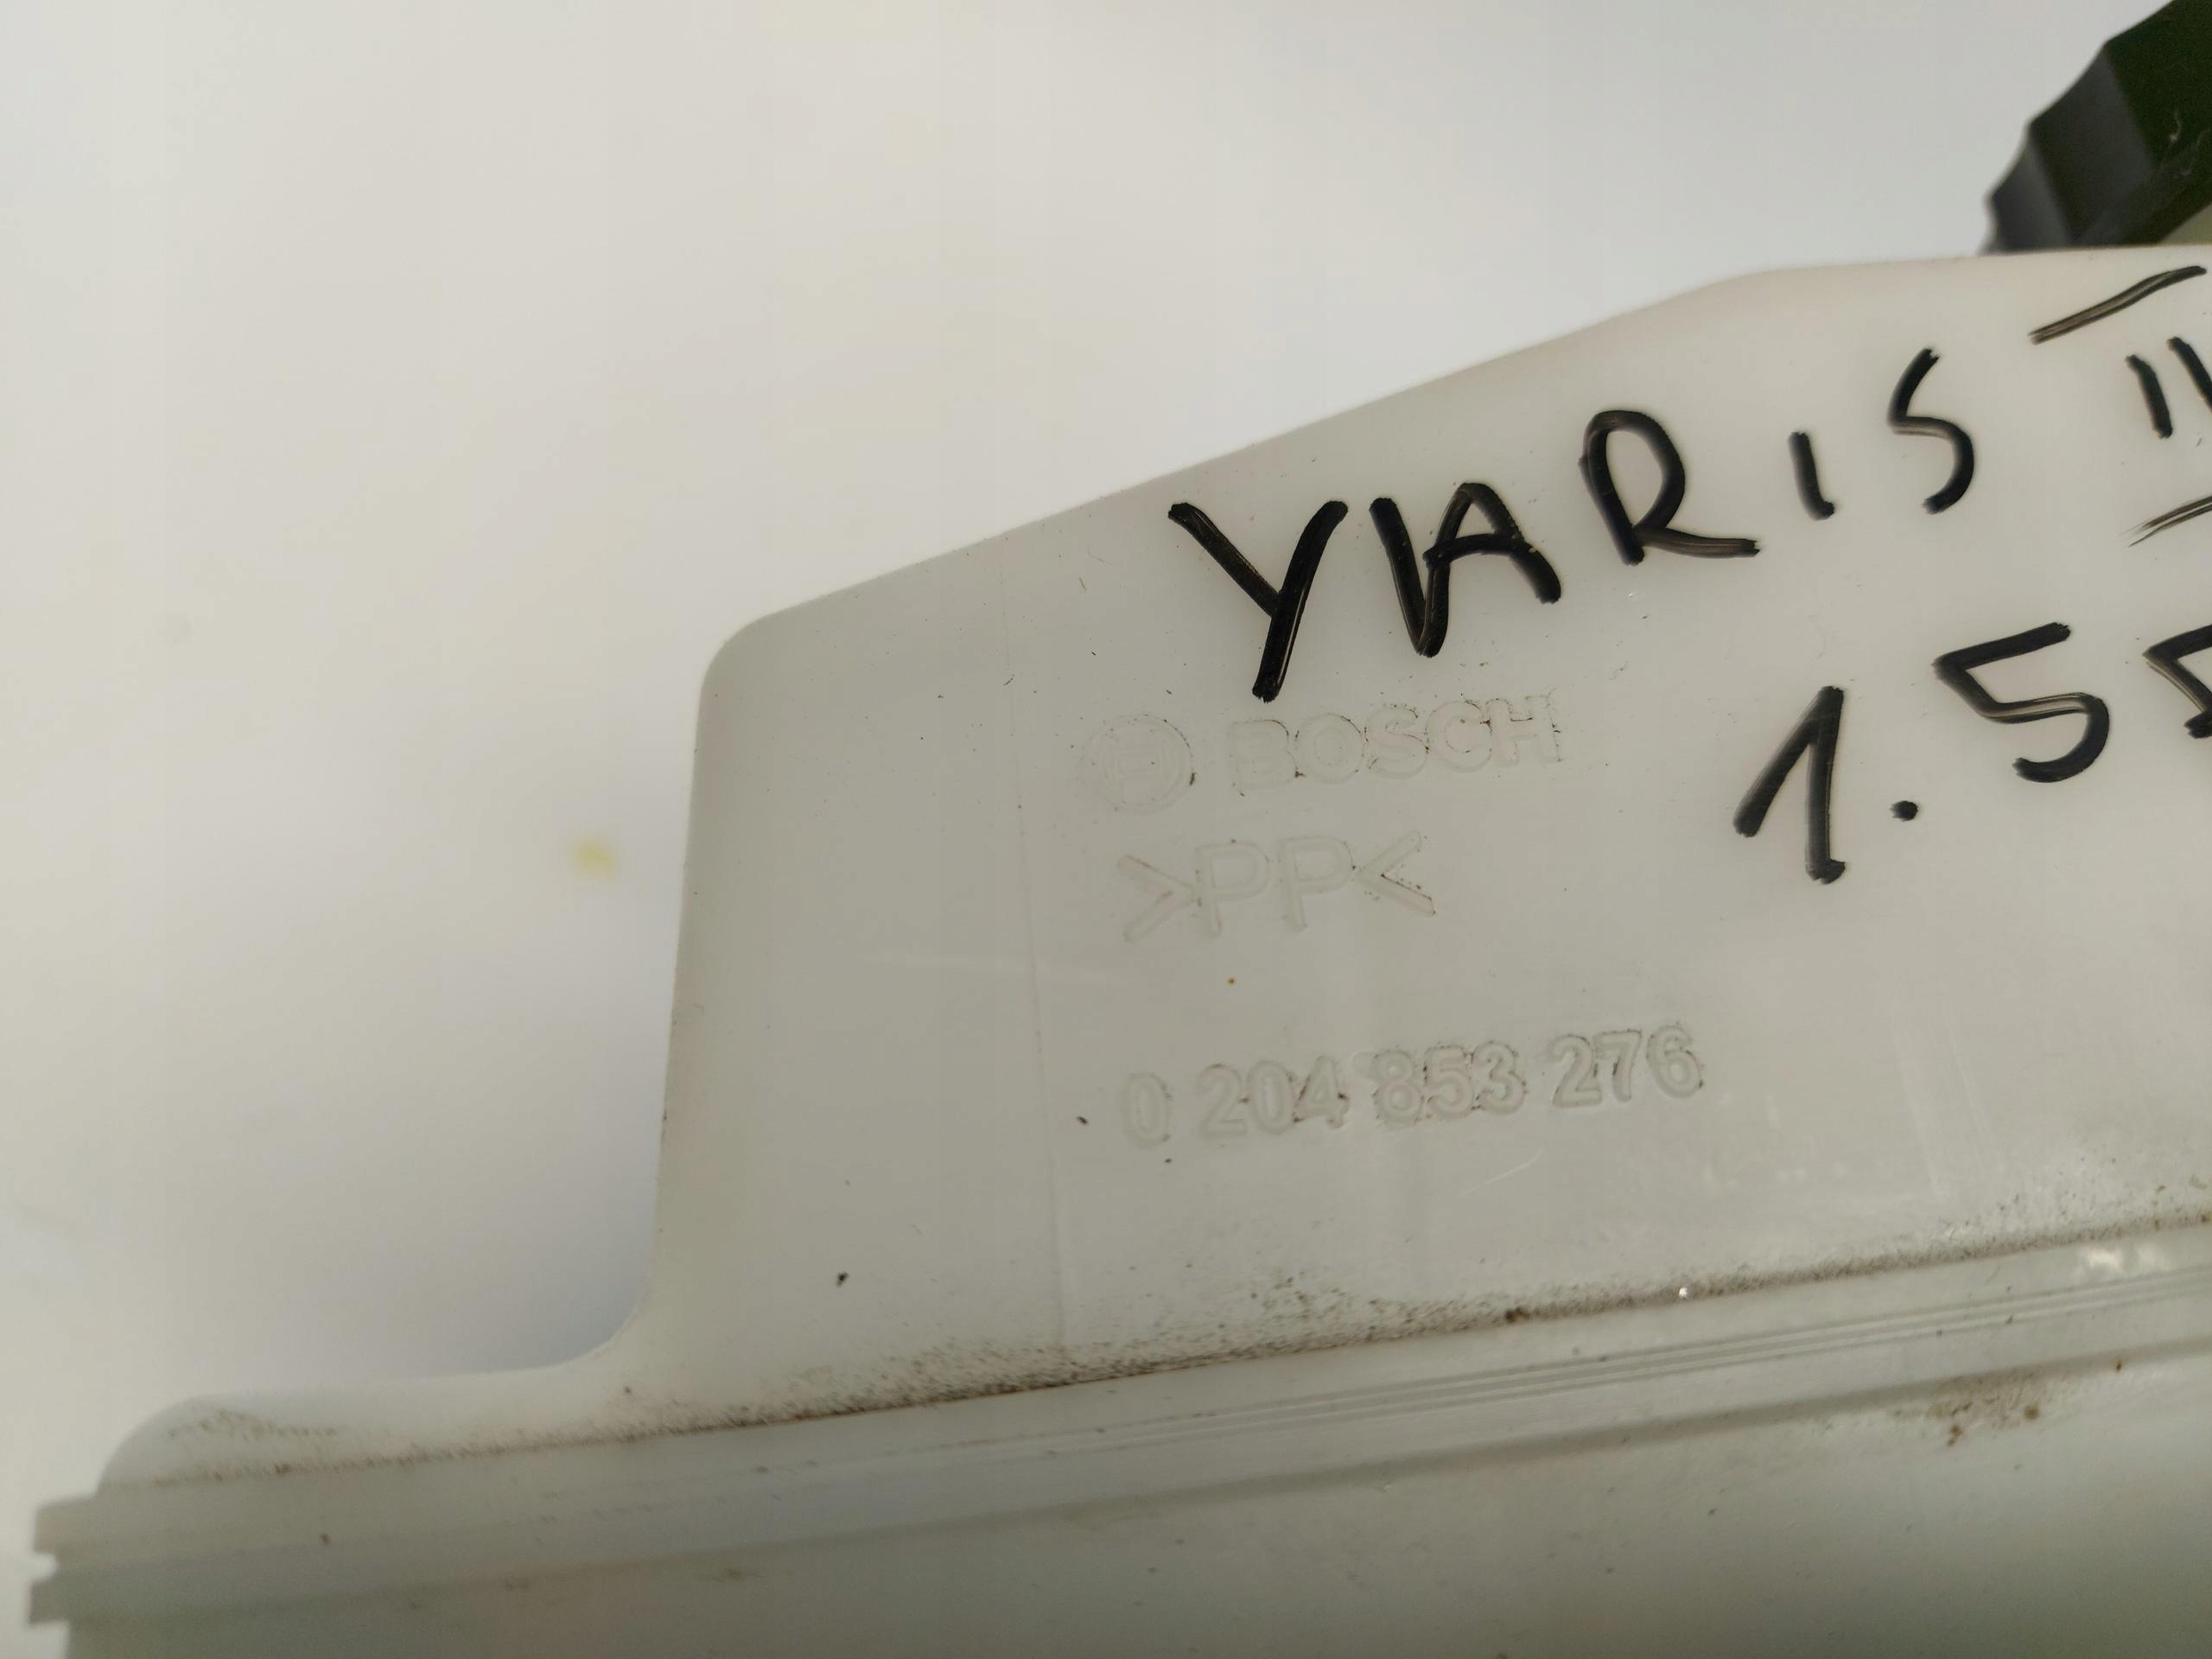 YARIS II
1.5
BOSCH
>PP<
0 204 853 276